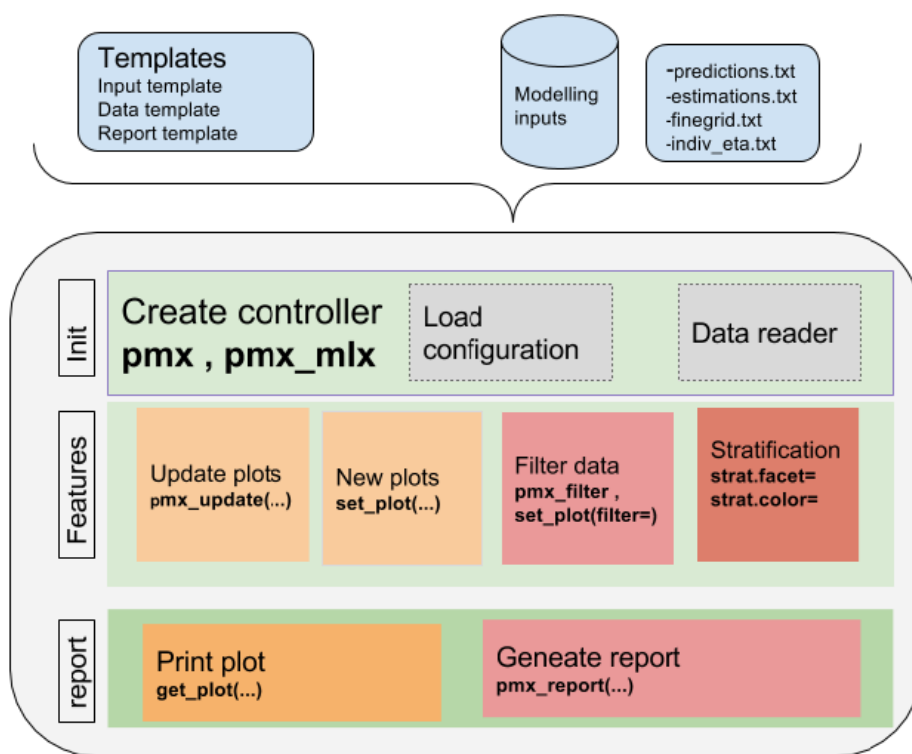 Templates
Input template
Data template
Report template
Modelling
inputs
-predictions.txt
-estimations.txt
-finegrid.txt
-indiv_eta.txt
Init
Create controller
pmx , pmx_mlx
Load
configuration
Data reader
Features
Update plots
pmx_update(...)
New plots
set_plot(...)
Filter data
pmx_filter ,
set_plot(filter=)
Stratification
strat.facet=
strat.color=
report
Print plot
get_plot(...)
Geneate report
pmx_report(...)